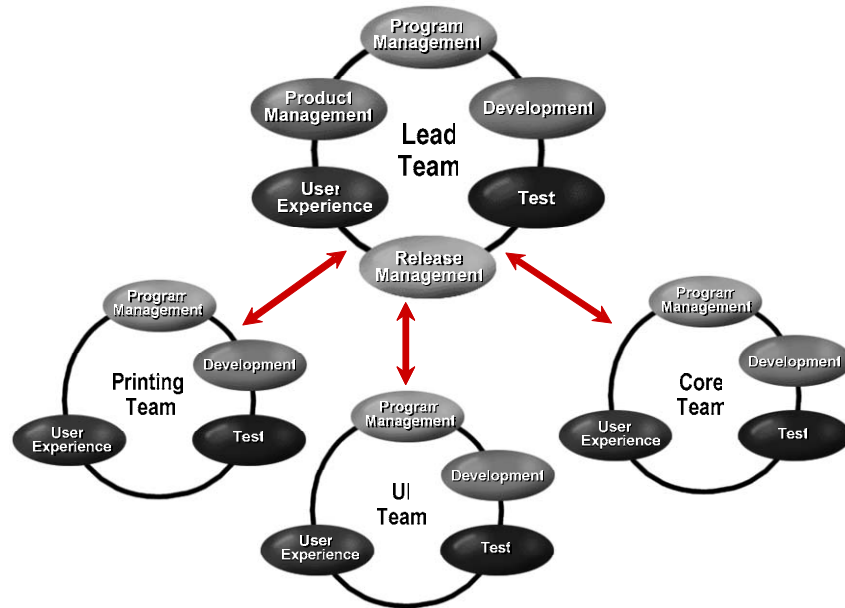 Program
Management
Product
Management
Development
Lead
Team
User
Experience
Test
Release
Management
Program
Management
Development
Printing
Team
User
Experience
Test
Program
Management
Development
UI
Team
User
Experience
Test
Program
Management
Development
Core
Team
User
Experience
Test